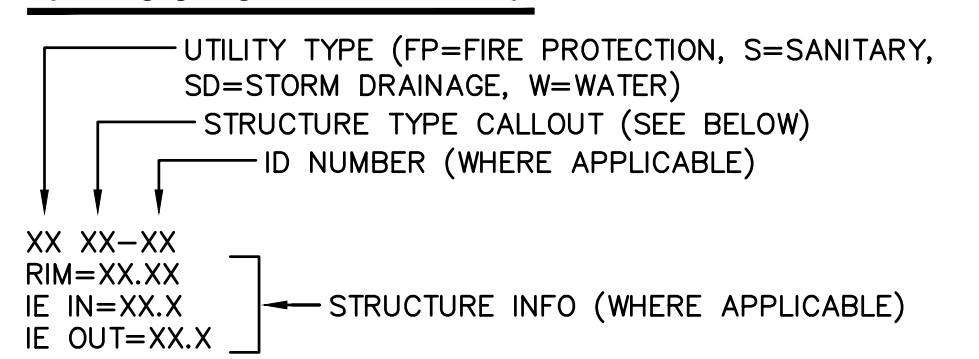 UTILITY TYPE (FP=FIRE PROTECTION, S=SANITARY,
SD=STORM DRAINAGE, W=WATER)
STRUCTURE TYPE CALLOUT (SEE BELOW)
ID NUMBER (WHERE APPLICABLE)
XX XX-XX
RIM=XX.XX
IE IN=XX.X
IE OUT=XX.X
STRUCTURE INFO (WHERE APPLICABLE)